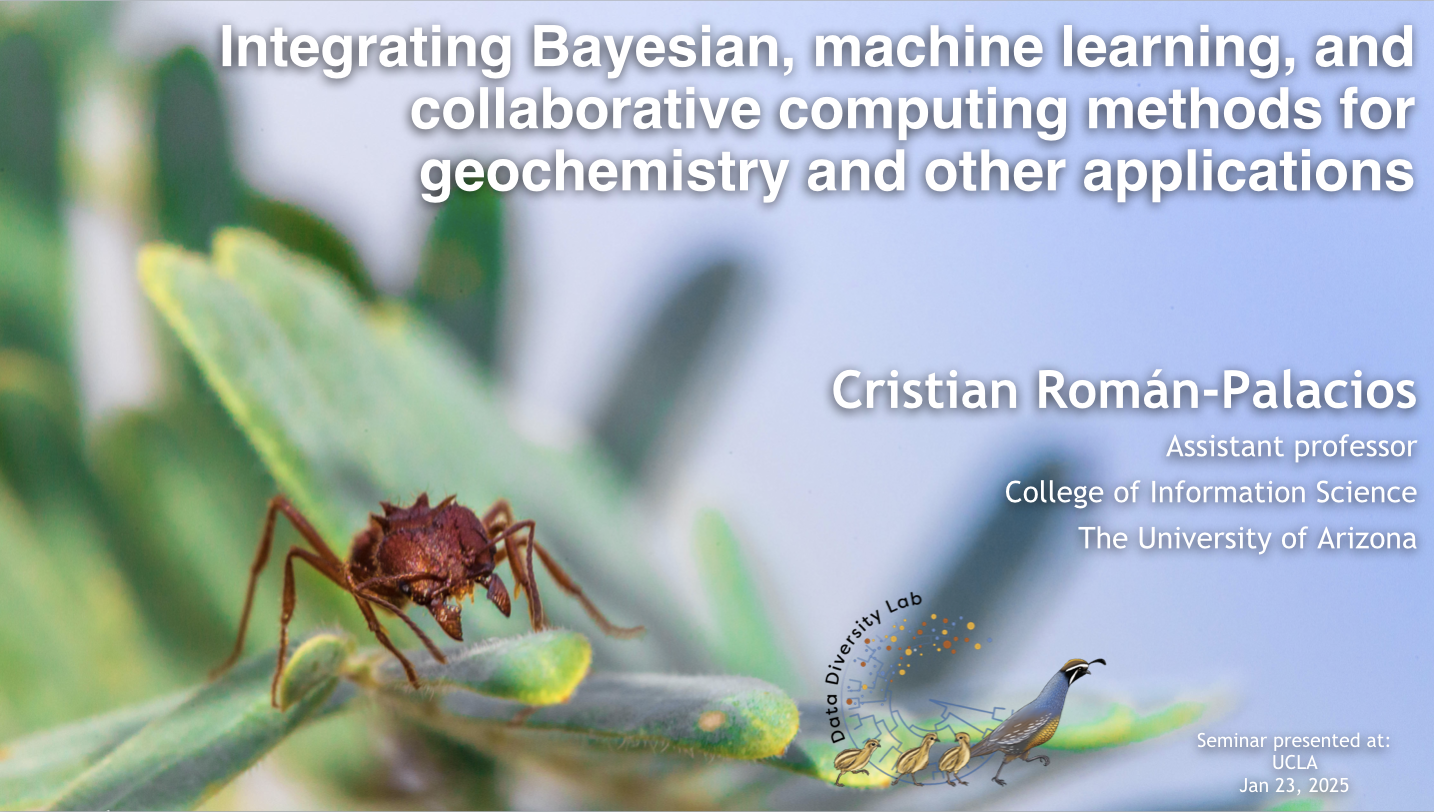 Integrating Bayesian, machine learning, and
collaborative computing methods for
geochemistry and other applications
Cristian Román-Palacios
Assistant professor
College of Information Science
The University of Arizona
Data Diversity Lab
Seminar presented at:
UCLA
Jan 23, 2025